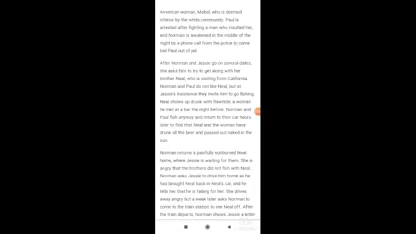 American woman, Mabel, who is deemed
inferior by the white community. Paul is
arrested after fighting a man who insulted her,
and Norman is awakened in the middle of the
night by a phone call from the police to come
bail Paul out of jail.
After Norman and Jessie go on several dates,
she asks him to try to get along with her
brother Neal, who is visiting from California.
Norman and Paul do not like Neal, but at
Jessie's insistence they invite him to go fishing.
Neal shows up drunk with Rawhide, a woman
he met at a bar the night before. Norman and
Paul fish anyway and return to their car hours
later to find that Neal and the woman have
drunk all the beer and passed out naked in the
sun.
Norman returns a painfully sunburned Neal
home, where Jessie is waiting for them. She is
angry that the brothers did not fish with Neal.
Norman asks Jessie to drive him home as he
had brought Neal back in Neal's car, and he
tells her that he is falling for her. She drives
away angry but a week later asks Norman to
come to the train station to see Neal off. After
the train departs, Norman shows Jessie a letter